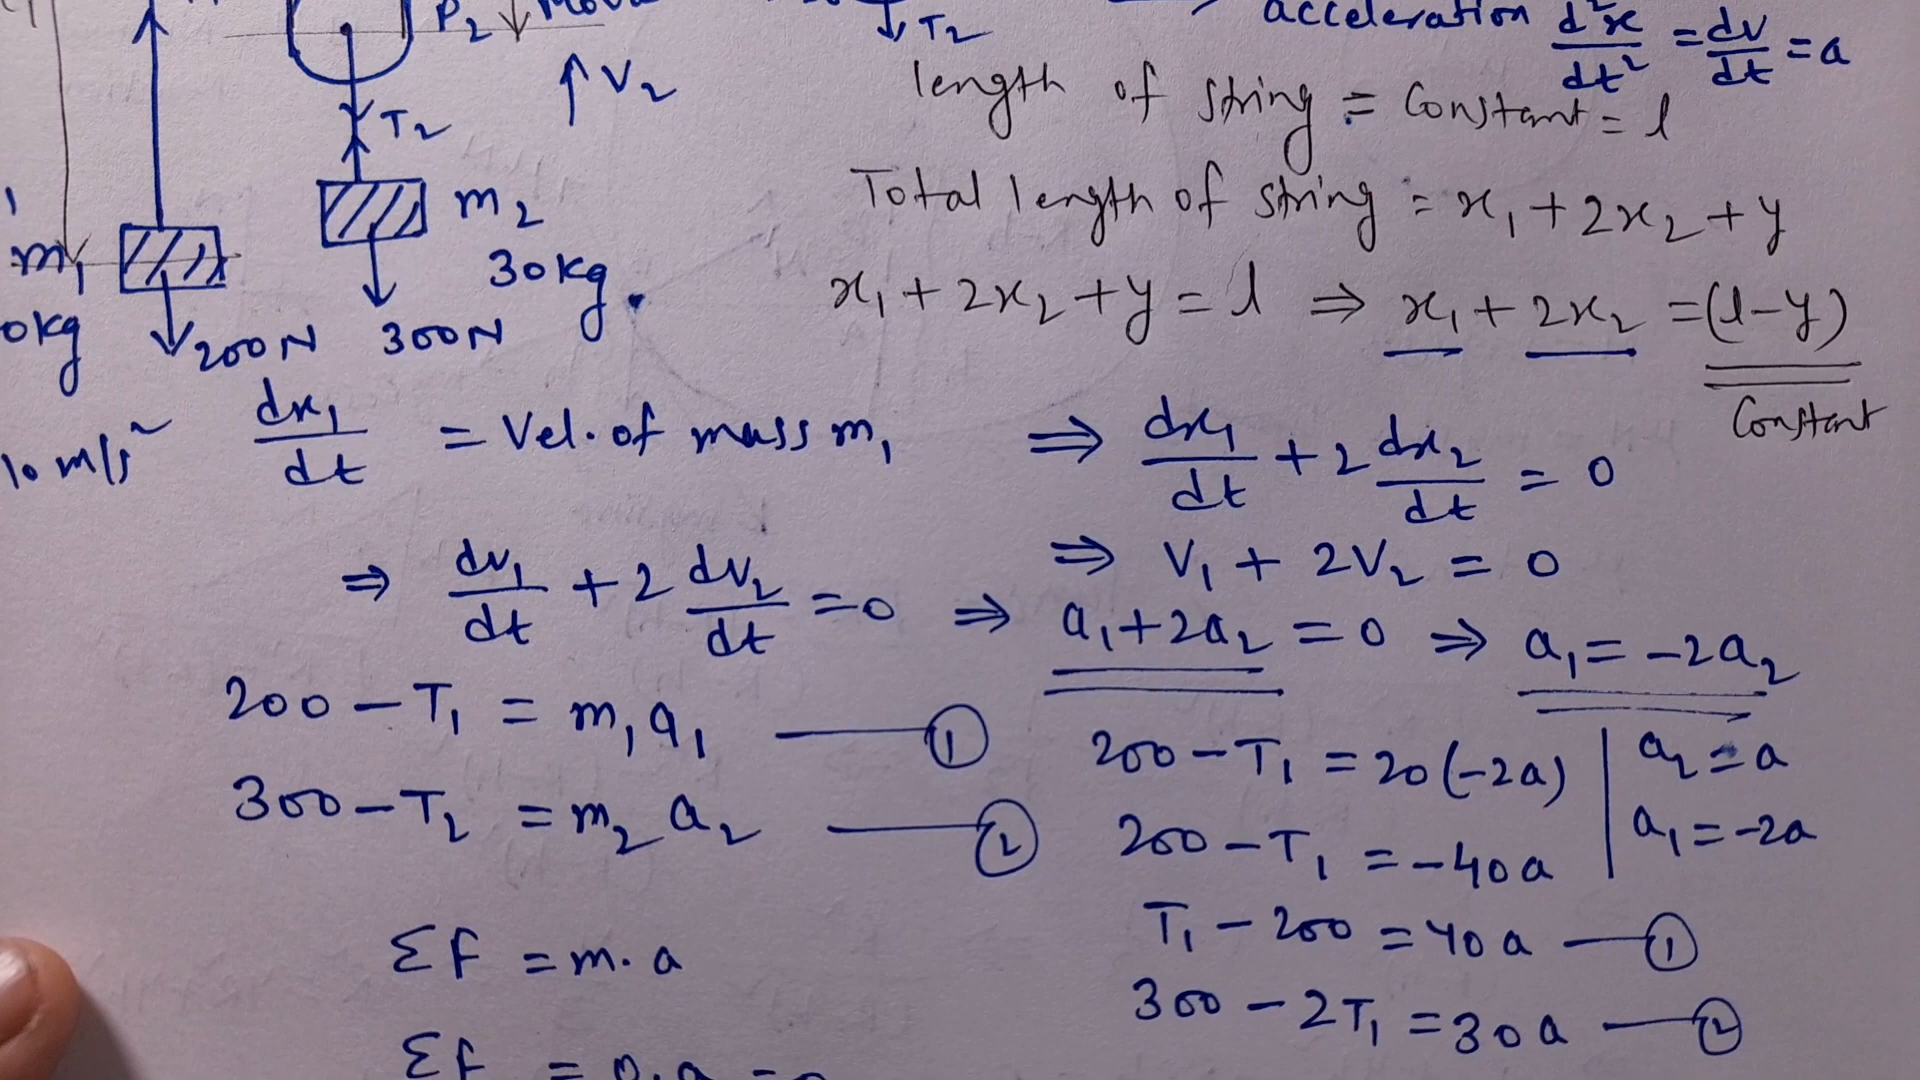 P₂
T₂
acceleration d²x/dt² = dv/dt = a
↑V₂
length of string = Constant = l
T₂
m₂
Total length of string = x₁ + 2x₂ + y
m₁
30kg.
x₁ + 2x₂ + y = l ⇒ x₁ + 2x₂ = (l-y)
0kg
200N
300N
Constant
10 m/s²
dx₁/dt = Vel. of mass m₁ ⇒ dx₁/dt + 2 dx₂/dt = 0
⇒ V₁ + 2V₂ = 0
⇒ dv₁/dt + 2 dv₂/dt = 0 ⇒ a₁ + 2a₂ = 0 ⇒ a₁ = -2a₂
200 - T₁ = m₁a₁ — ①
300 - T₂ = m₂a₂ — ②
200 - T₁ = 20(-2a) | a₂ = a
200 - T₁ = -40a | a₁ = -2a
T₁ - 200 = 40a — ①
300 - 2T₁ = 30a — ②
Σf = m.a
Σf = 0.a =